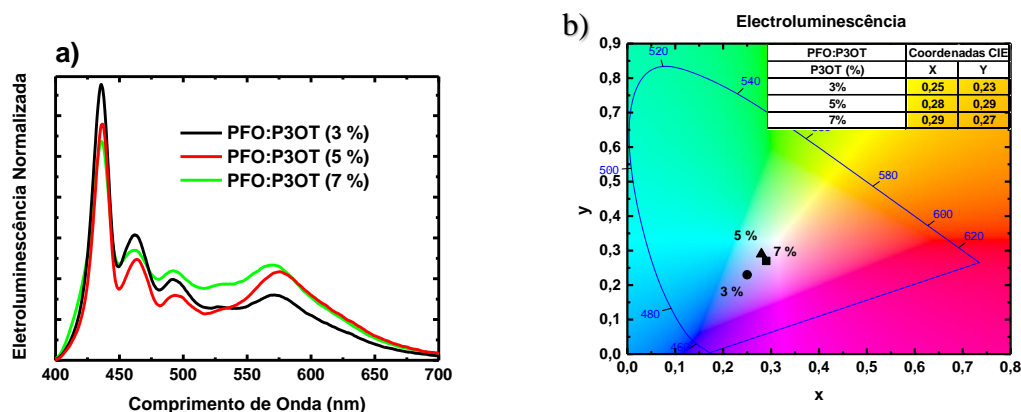 a)
Eletroluminescência Normalizada
PFO:P3OT (3 %)
PFO:P3OT (5 %)
PFO:P3OT (7 %)
400 450 500 550 600 650 700
Comprimento de Onda (nm)
b)
Electroluminescência
PFO:P3OT Coordenadas CIE
P3OT (%) X Y
3% 0,25 0,23
5% 0,28 0,29
7% 0,29 0,27
0,9
0,8
0,7
0,6
0,5
0,4
0,3
0,2
0,1
0,0
y
520
540
500
580
600
620
480
460
5 %
7 %
3 %
0,0 0,1 0,2 0,3 0,4 0,5 0,6 0,7 0,8
x